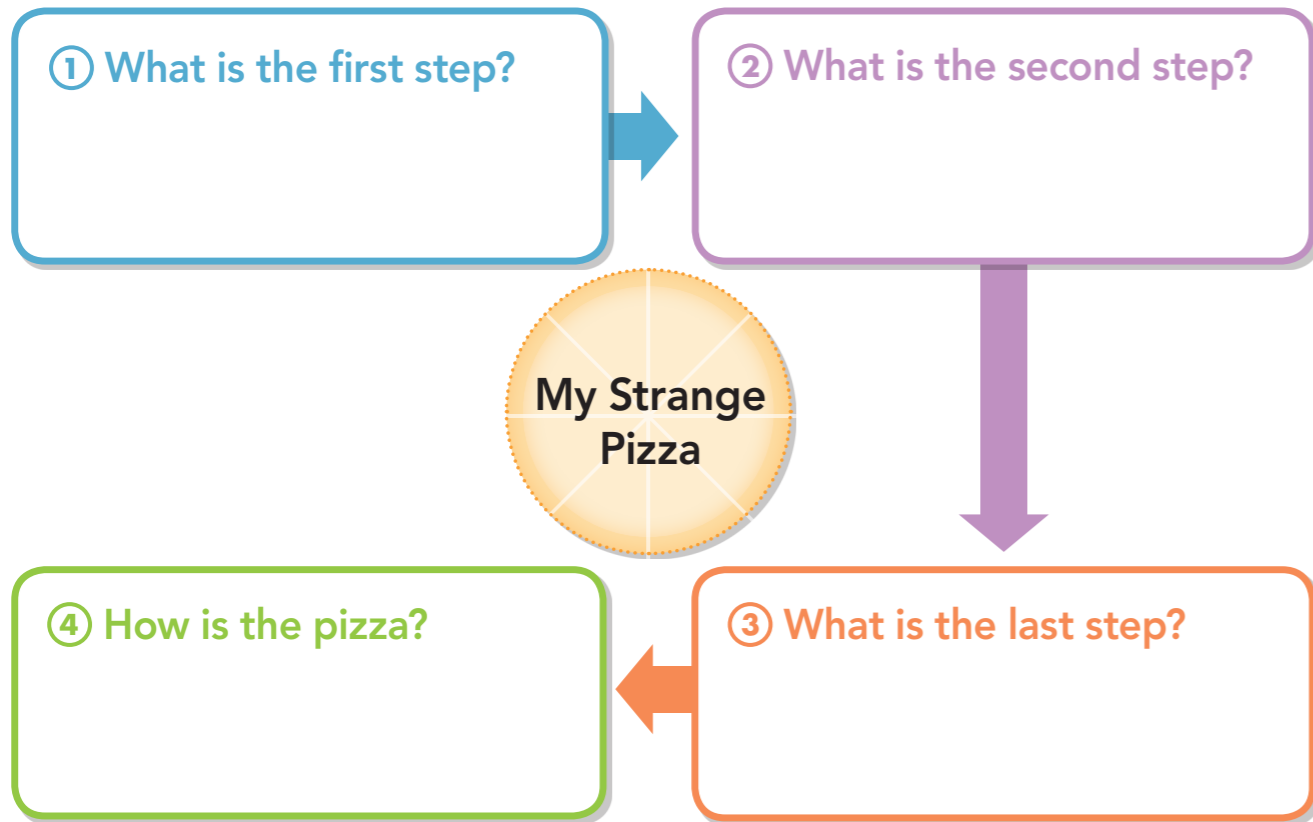 ① What is the first step?
② What is the second step?
My Strange
Pizza
③ What is the last step?
④ How is the pizza?